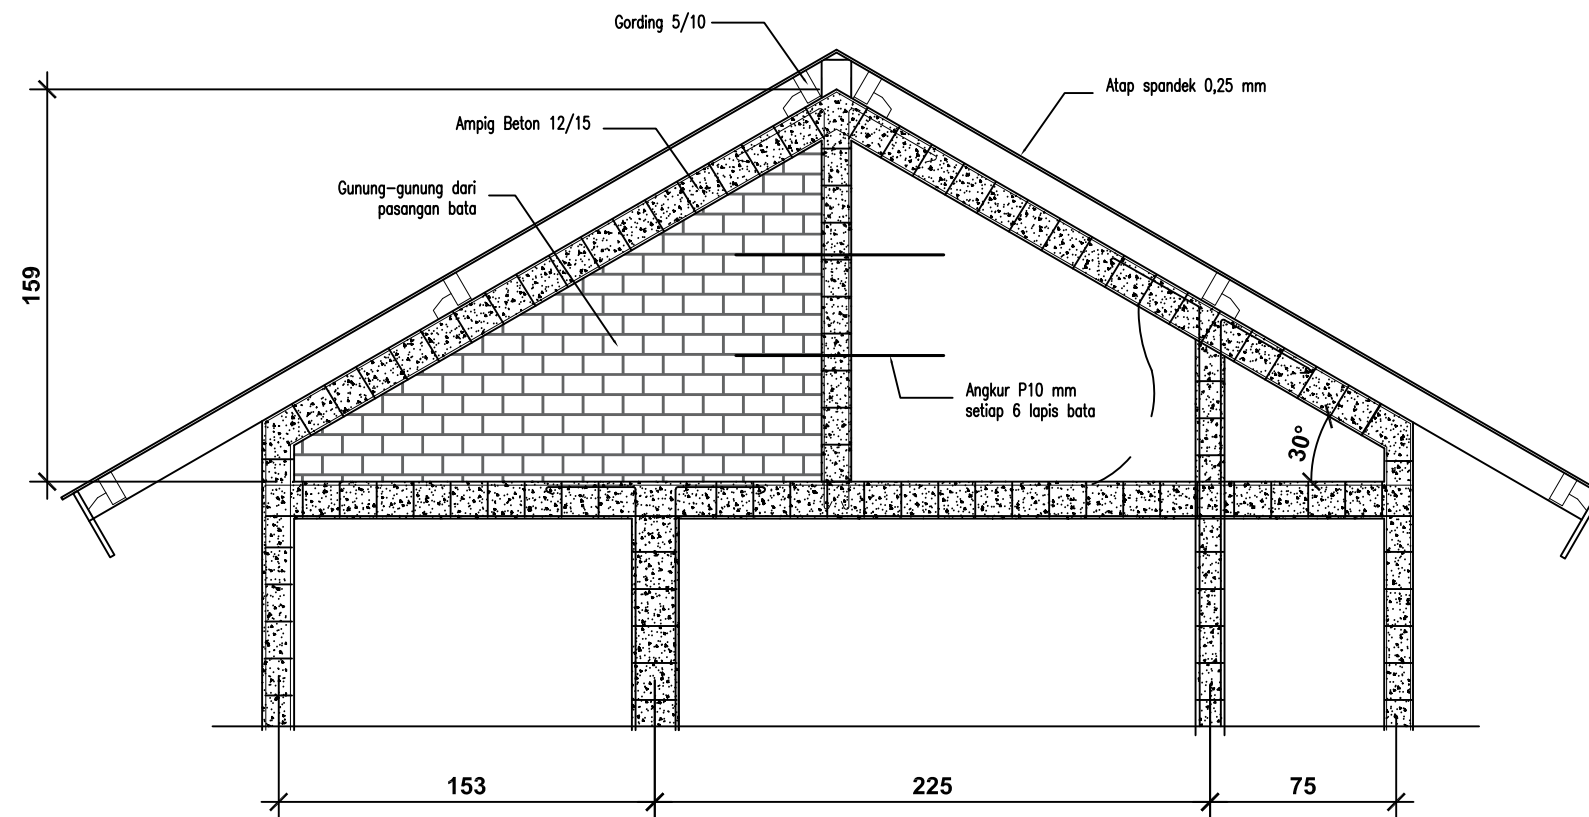 Gording 5/10
Atap spandek 0,25 mm
Ampig Beton 12/15
Gunung-gunung dari
pasangan bata
159
Angkur P10 mm
setiap 6 lapis bata
30°
153
225
75